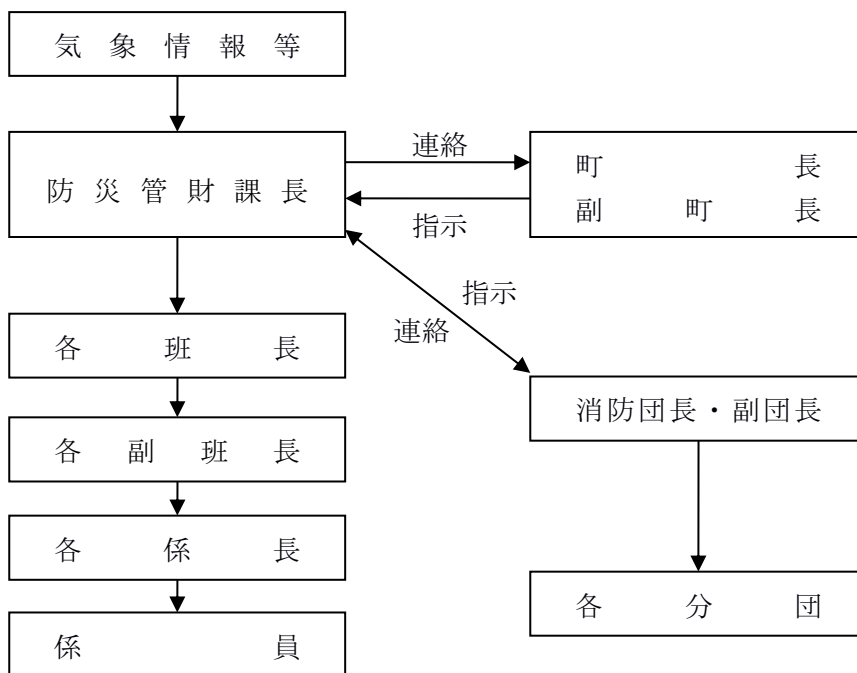 気象情報等
防災管財課長
連絡
町長
副町長
指示
指示
連絡
各班長
消防団長・副団長
各副班長
各係長
各分団
係員